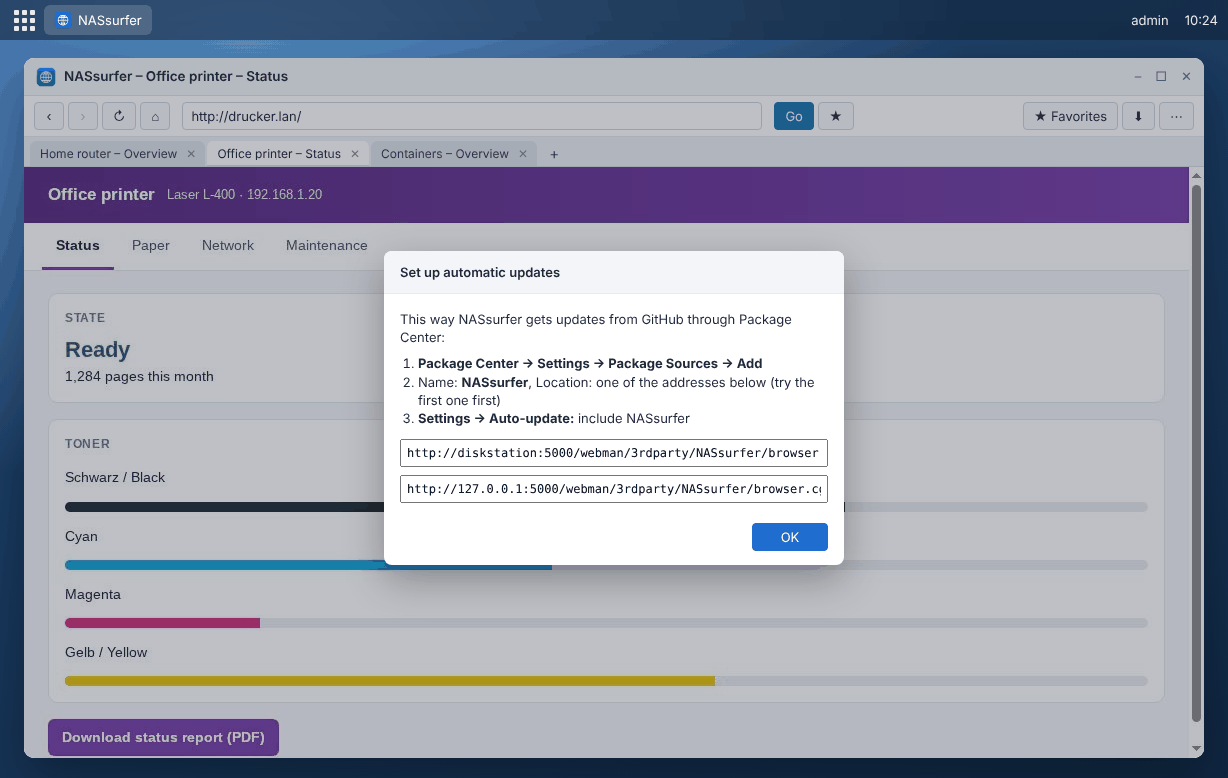 NASsurfer
admin 10:24
NASsurfer – Office printer – Status
http://drucker.lan/
Go
★ Favorites
Home router – Overview
Office printer – Status
Containers – Overview
Office printer Laser L-400 · 192.168.1.20
Status Paper Network Maintenance
STATE
Ready
1,284 pages this month
TONER
Schwarz / Black
Cyan
Magenta
Gelb / Yellow
Download status report (PDF)
Set up automatic updates
This way NASsurfer gets updates from GitHub through Package
Center:
1. Package Center → Settings → Package Sources → Add
2. Name: NASsurfer, Location: one of the addresses below (try the
first one first)
3. Settings → Auto-update: include NASsurfer
http://diskstation:5000/webman/3rdparty/NASsurfer/browser
http://127.0.0.1:5000/webman/3rdparty/NASsurfer/browser.c
OK